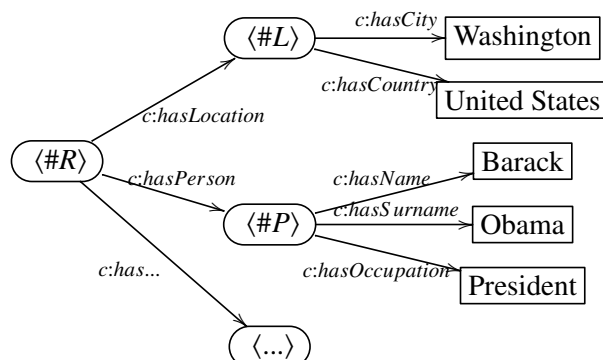 ⟨#L⟩
c:hasCity
Washington
c:hasCountry
United States
c:hasLocation
⟨#R⟩
c:hasPerson
Barack
c:hasName
c:hasSurname
⟨#P⟩
Obama
c:hasOccupation
President
c:has...
⟨...⟩